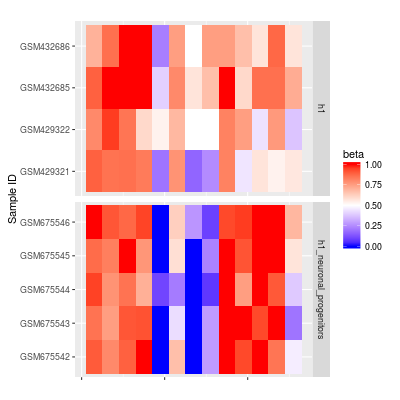 GSM432686
GSM432685
GSM429322
GSM429321
h1
GSM675546
GSM675545
GSM675544
GSM675543
GSM675542
h1_neuronal_progenitors
Sample ID
beta
1.00
0.75
0.50
0.25
0.00